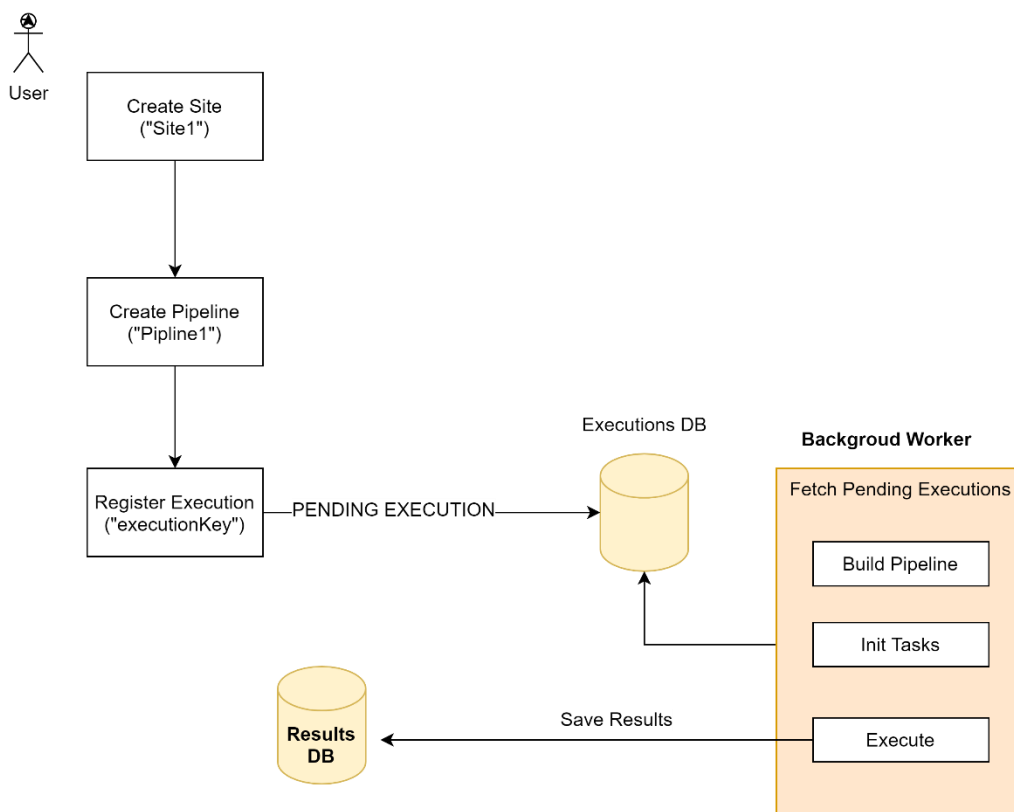 User
Create Site
("Site1")
Create Pipeline
("Pipline1")
Executions DB
Backgroud Worker
Register Execution
("executionKey")
PENDING EXECUTION
Fetch Pending Executions
Build Pipeline
Init Tasks
Save Results
Results
DB
Execute